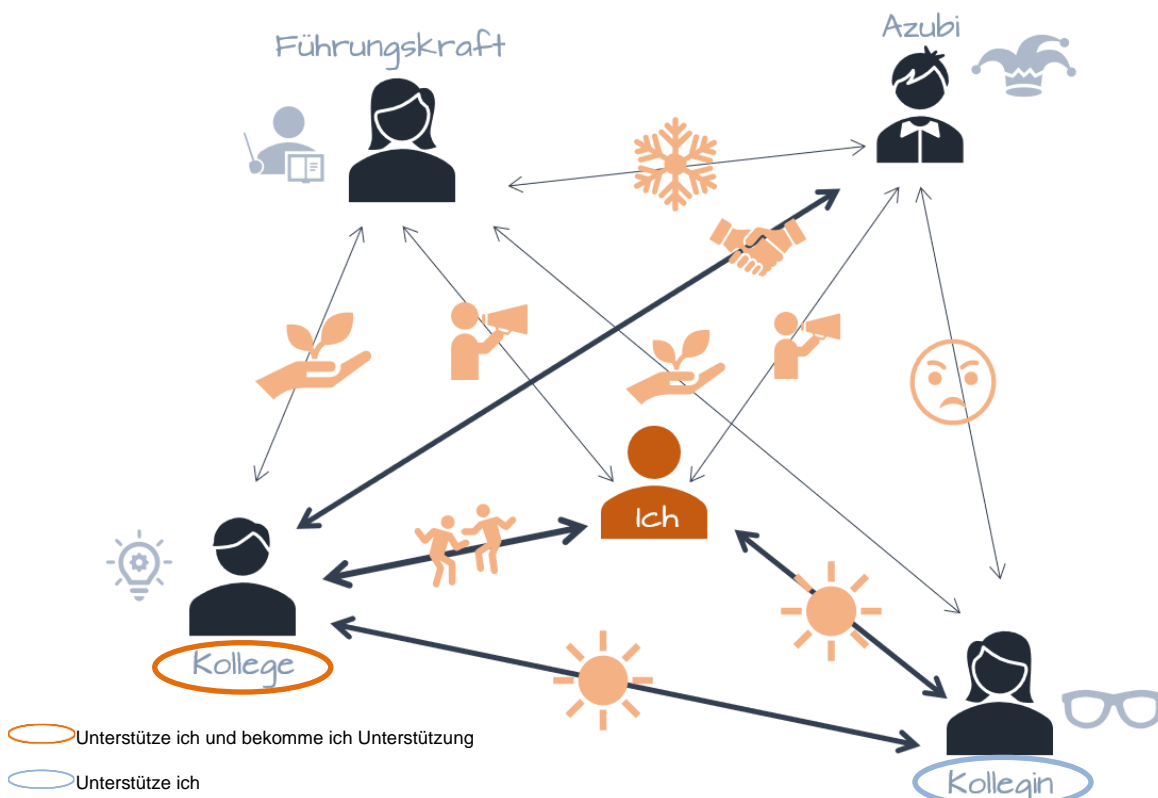 Führungskraft
Azubi
Ich
Kollege
Unterstütze ich und bekomme ich Unterstützung
Unterstütze ich
Kollegin